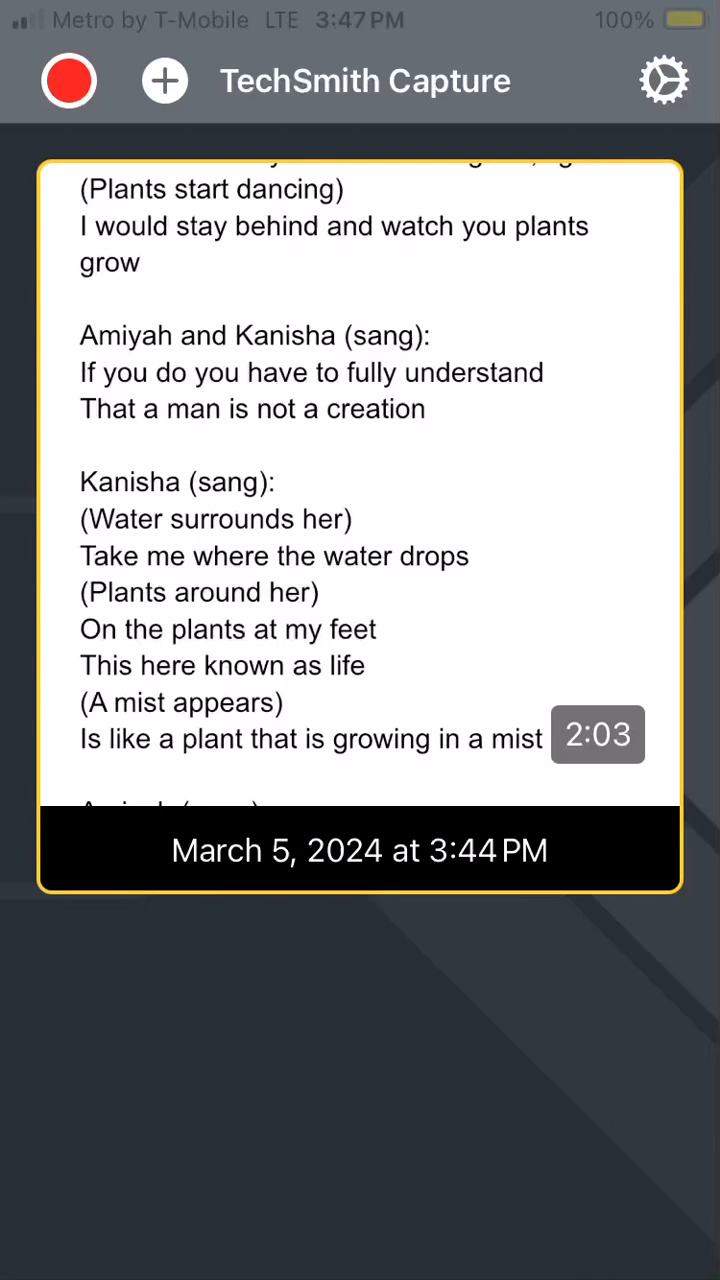 Metro by T-Mobile LTE 3:47 PM 100%
TechSmith Capture
(Plants start dancing)
I would stay behind and watch you plants
grow
Amiyah and Kanisha (sang):
If you do you have to fully understand
That a man is not a creation
Kanisha (sang):
(Water surrounds her)
Take me where the water drops
(Plants around her)
On the plants at my feet
This here known as life
(A mist appears)
Is like a plant that is growing in a mist
2:03
March 5, 2024 at 3:44 PM